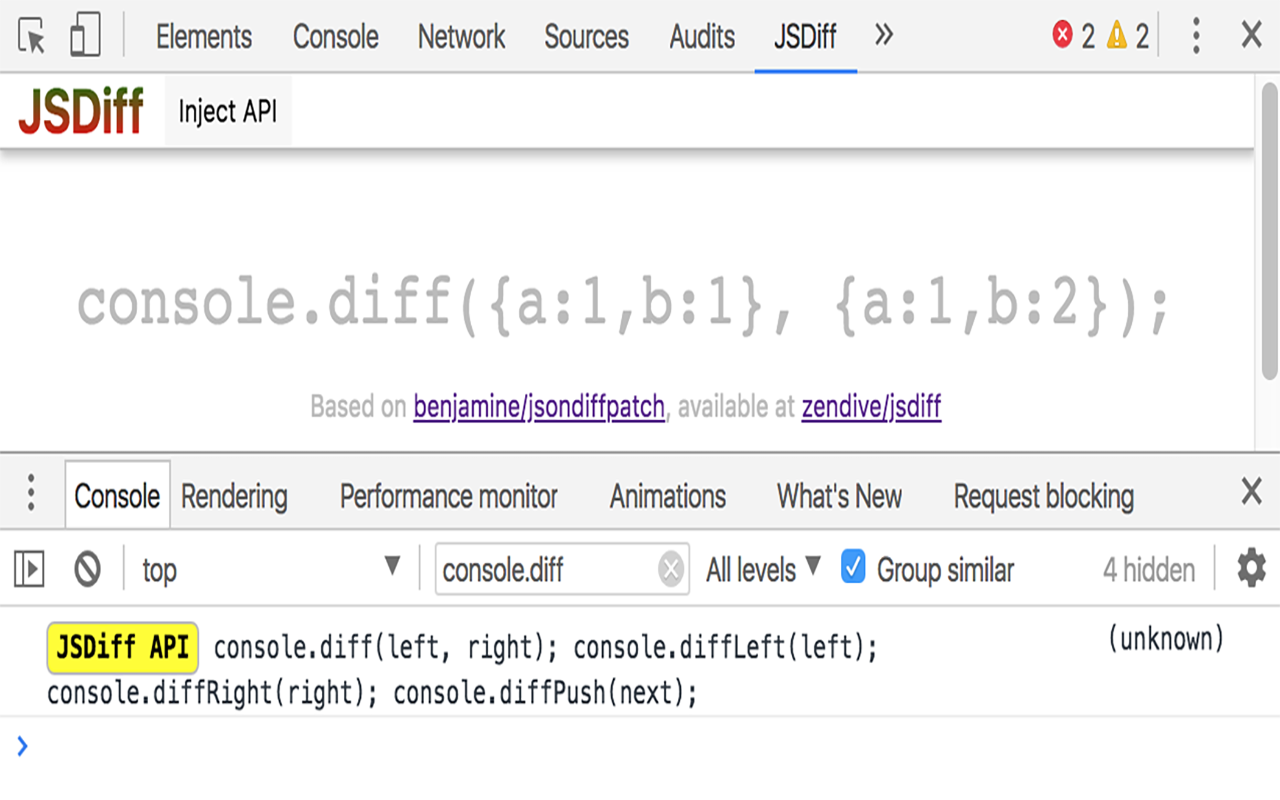 Elements Console Network Sources Audits JSDiff » 2 2
JSDiff Inject API
console.diff({a:1,b:1}, {a:1,b:2});
Based on benjamine/jsondiffpatch, available at zendive/jsdiff
Console Rendering Performance monitor Animations What's New Request blocking
top console.diff All levels Group similar 4 hidden
JSDiff API console.diff(left, right); console.diffLeft(left); (unknown)
console.diffRight(right); console.diffPush(next);